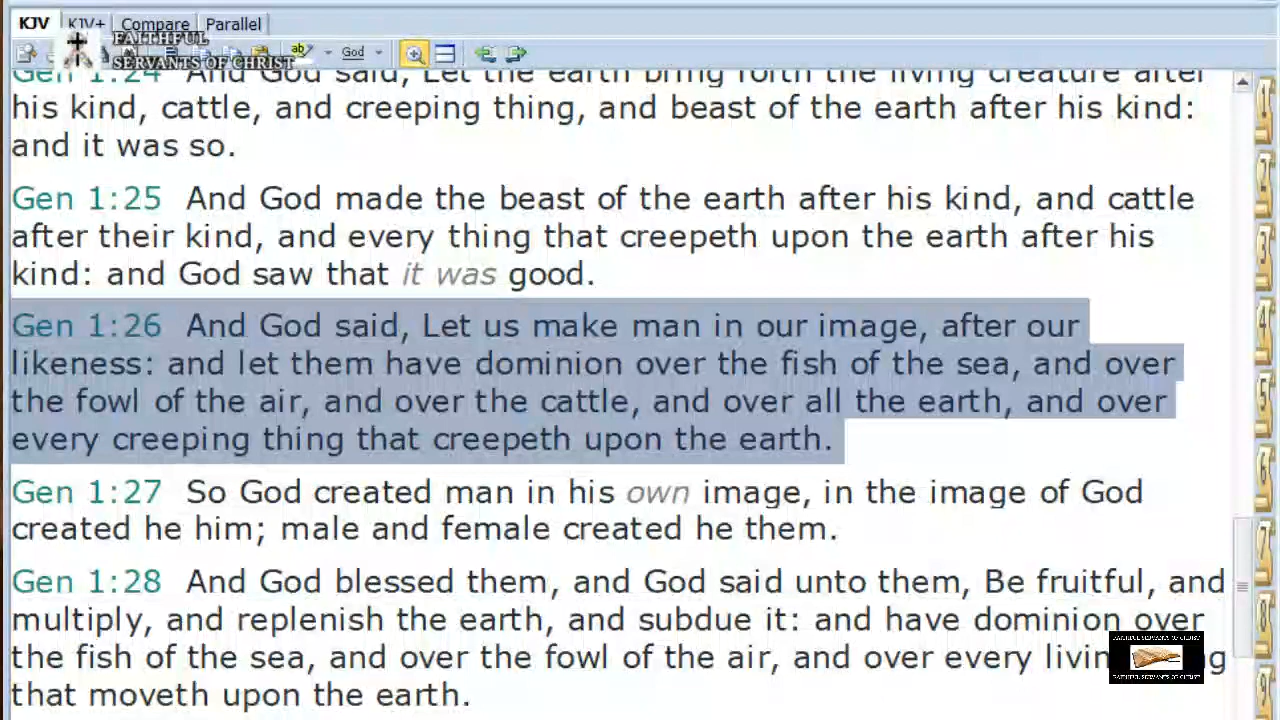 KJV KJV+ Compare Parallel
FAITHFUL
SERVANTS OF CHRIST
God
Gen 1:24 And God said, Let the earth bring forth the living creature after
his kind, cattle, and creeping thing, and beast of the earth after his kind:
and it was so.
Gen 1:25 And God made the beast of the earth after his kind, and cattle
after their kind, and every thing that creepeth upon the earth after his
kind: and God saw that it was good.
Gen 1:26 And God said, Let us make man in our image, after our
likeness: and let them have dominion over the fish of the sea, and over
the fowl of the air, and over the cattle, and over all the earth, and over
every creeping thing that creepeth upon the earth.
Gen 1:27 So God created man in his own image, in the image of God
created he him; male and female created he them.
Gen 1:28 And God blessed them, and God said unto them, Be fruitful, and
multiply, and replenish the earth, and subdue it: and have dominion over
the fish of the sea, and over the fowl of the air, and over every livin g
that moveth upon the earth.
FAITHFUL SERVANTS OF CHRIST
FAITHFUL SERVANTS OF CHRIST